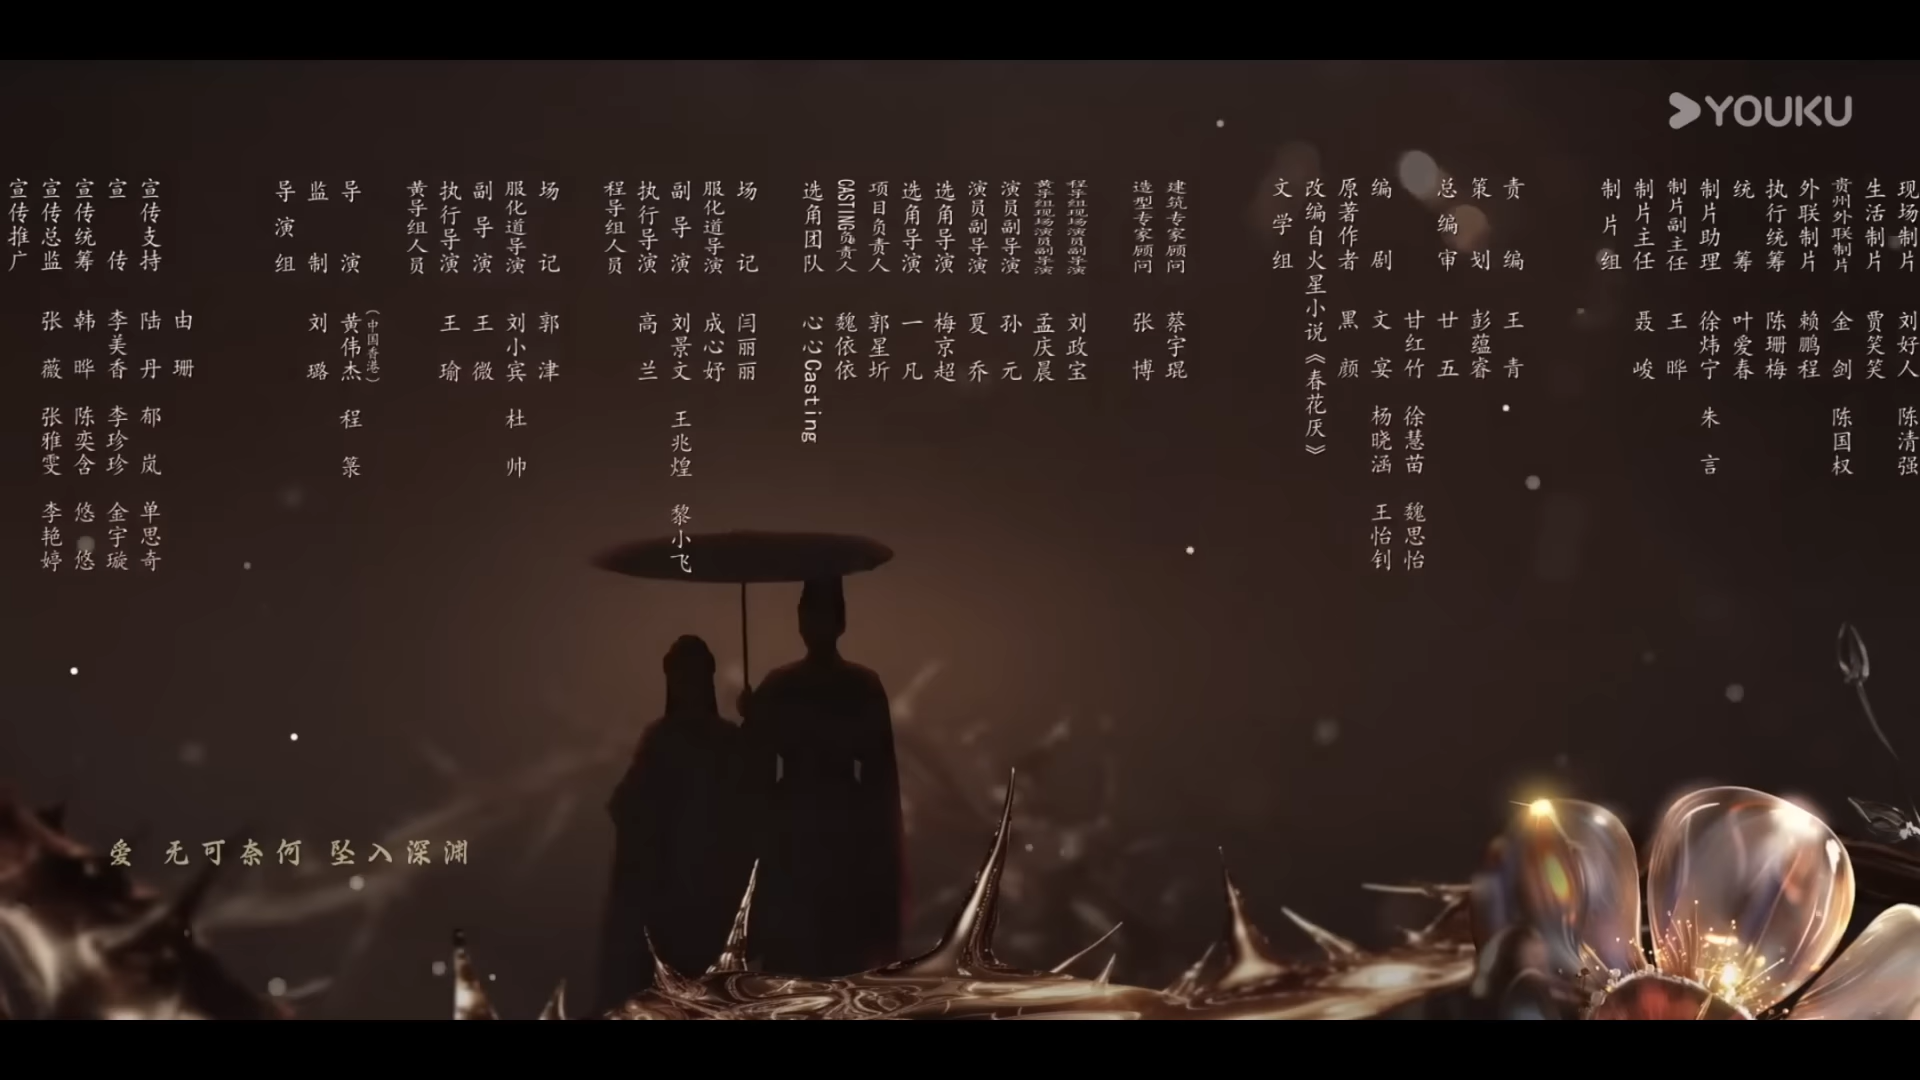 YOUKU
宣传推广
宣传总监 张薇 张雅雯 李艳婷
宣传统筹 韩晔 陈奕含 悠悠
宣传 李美香 李珍珍 金宇璇
宣传支持 陆丹 郁岚 单思奇
由珊
导演组
监制 刘璐
导演 黄伟杰(中国香港) 程箓
黄导组人员
执行导演 王瑜
副导演 王微
服化道导演 刘小宾 杜帅
场记 郭津
程导组人员
执行导演 高兰
副导演 刘景文 王兆煌 黎小飞
服化道导演 成心妤
场记 闫丽丽
选角团队 心心Casting
CASTING负责人 魏依依
项目负责人 郭星圻
选角导演 一凡
选角导演 梅京超
演员副导演 夏乔
演员副导演 孙元
黄导组现场演员副导演 孟庆晨
程导组现场演员副导演 刘政宝
造型专家顾问 张博
建筑专家顾问 蔡宇琨
文学组
改编自火星小说《春花厌》
原著作者 黑颜
编剧 文宴 杨晓涵 王怡钊
甘红竹 徐慧苗 魏思怡
总编审 廿五
策划 彭蕴睿
责编 王青
制片组
制片主任 聂峻
制片副主任 王晔
制片助理 徐炜宁 朱言
统筹 叶爱春
执行统筹 陈珊梅
外联制片 赖鹏程
贵州外联制片 金剑 陈国权
生活制片 贾笑笑
现场制片 刘好人 陈清强
爱 无可奈何 坠入深渊